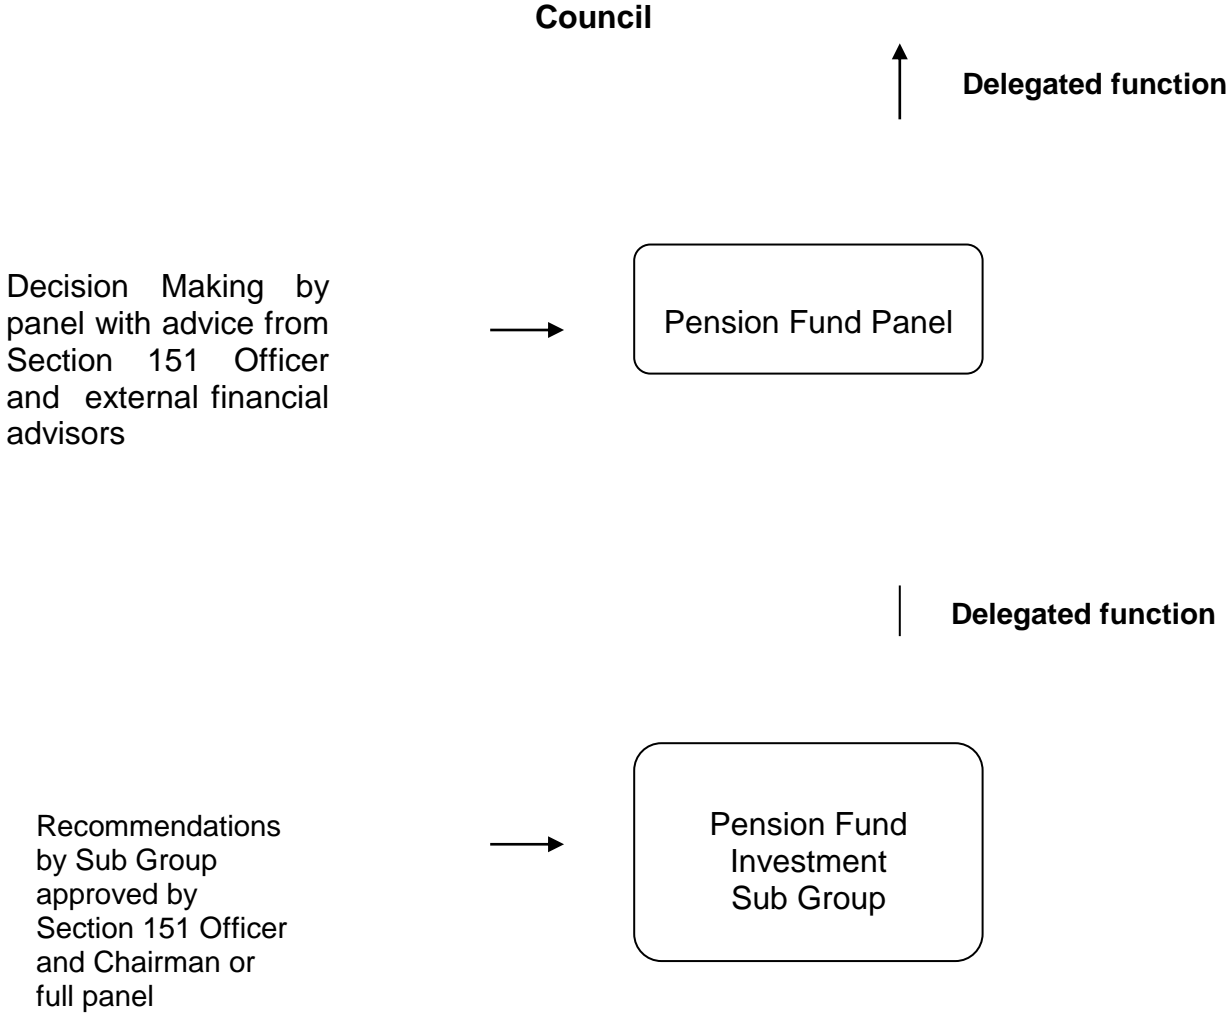 Council
Delegated function
Decision Making by
panel with advice from
Section 151 Officer
and external financial
advisors
Pension Fund Panel
Delegated function
Recommendations
by Sub Group
approved by
Section 151 Officer
and Chairman or
full panel
Pension Fund
Investment
Sub Group